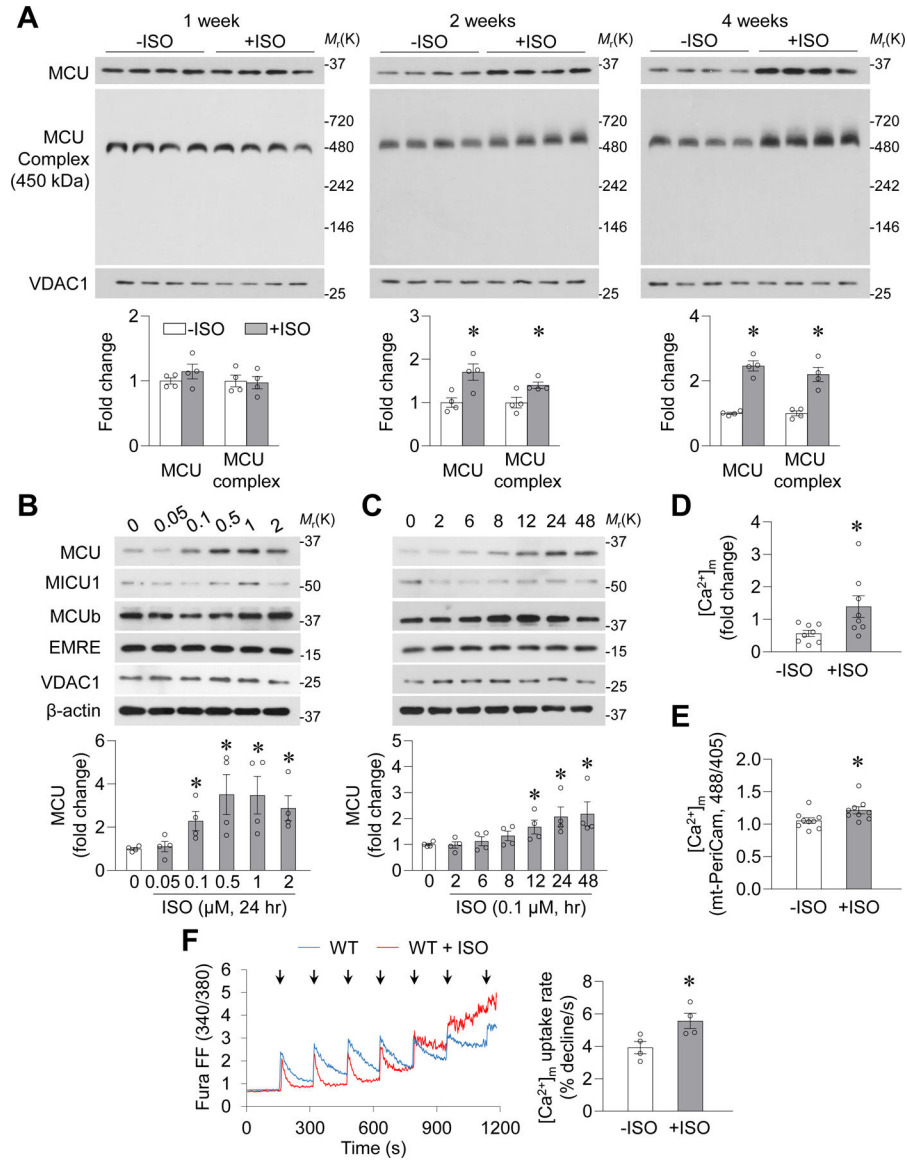 A
1 week
2 weeks
4 weeks
-ISO
+ISO
Mr(K)
-ISO
+ISO
Mr(K)
-ISO
+ISO
Mr(K)
MCU
-37
-37
-37
MCU
Complex
(450 kDa)
-720
-480
-242
-146
-720
-480
-242
-146
-720
-480
-242
-146
VDAC1
-25
-25
-25
Fold change
2
1
0
-ISO
+ISO
MCU
MCU
complex
Fold change
3
2
1
0
*
*
MCU
MCU
complex
Fold change
4
2
0
*
*
MCU
MCU
complex
B
0
0.05
0.1
0.5
1
2
Mr(K)
MCU
-37
MICU1
-50
MCUb
-37
EMRE
-15
VDAC1
-25
β-actin
-37
MCU
(fold change)
6
4
2
0
*
*
*
*
0
0.05
0.1
0.5
1
2
ISO (μM, 24 hr)
C
0
2
6
8
12
24
48
Mr(K)
-37
-50
-37
-15
-25
-37
MCU
(fold change)
5
4
3
2
1
0
*
*
*
0
2
6
8
12
24
48
ISO (0.1 μM, hr)
D
[Ca2+]m
(fold change)
4
3
2
1
0
*
-ISO
+ISO
E
[Ca2+]m
(mt-PeriCam, 488/405)
2.0
1.5
1.0
0.5
0.0
*
-ISO
+ISO
F
WT
WT + ISO
Fura FF (340/380)
6
5
4
3
2
1
0
0
300
600
900
1200
Time (s)
[Ca2+]m uptake rate
(% decline/s)
8
6
4
2
0
*
-ISO
+ISO